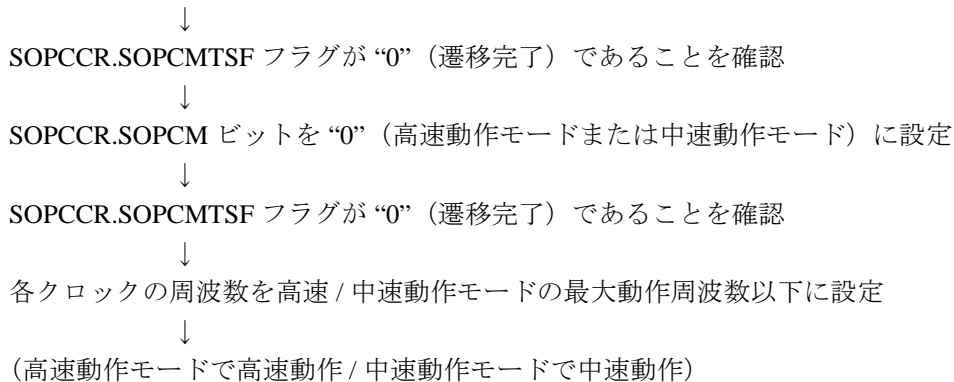 ↓
SOPCCR.SOPCMTSF フラグが “0”（遷移完了）であることを確認
↓
SOPCCR.SOPCM ビットを “0”（高速動作モードまたは中速動作モード）に設定
↓
SOPCCR.SOPCMTSF フラグが “0”（遷移完了）であることを確認
↓
各クロックの周波数を高速 / 中速動作モードの最大動作周波数以下に設定
↓
（高速動作モードで高速動作 / 中速動作モードで中速動作）